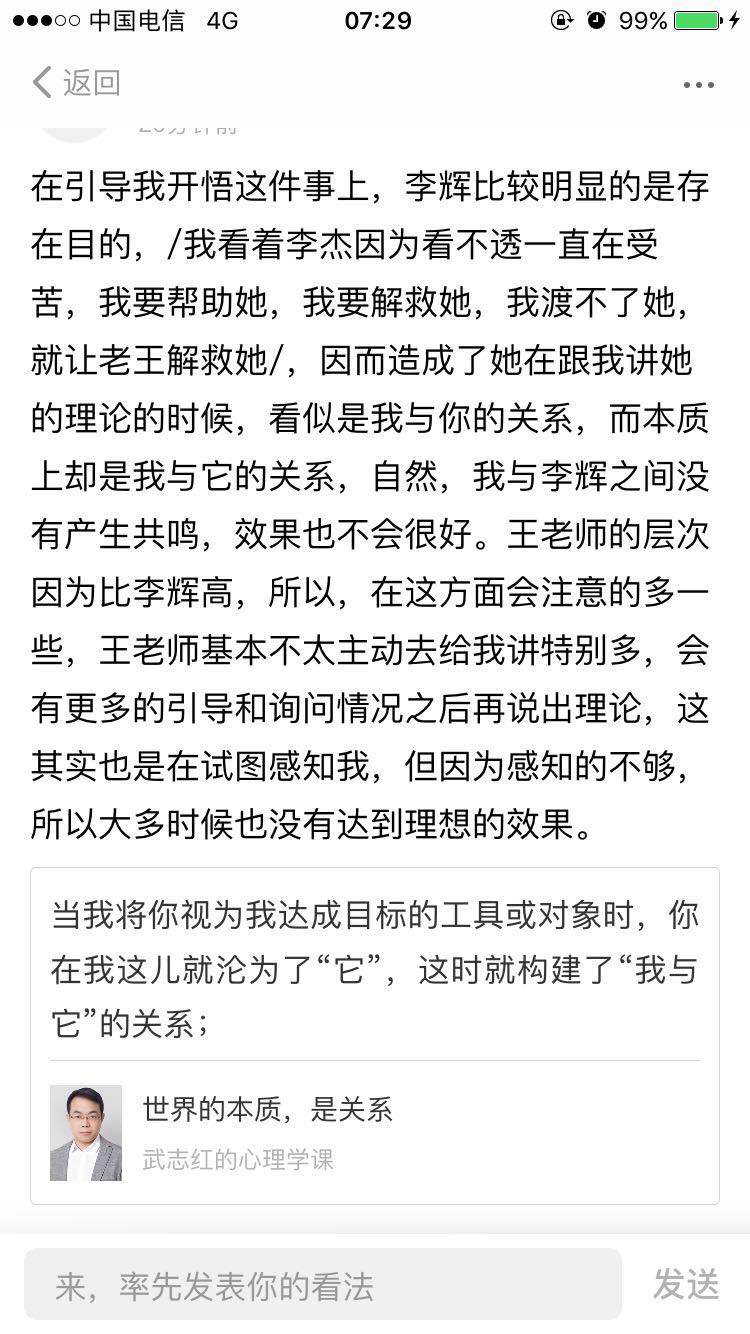 中国电信 4G 07:29 99%
返回
在引导我开悟这件事上，李辉比较明显的是存
在目的，/我看着李杰因为看不透一直在受
苦，我要帮助她，我要解救她，我渡不了她，
就让老王解救她/，因而造成了她在跟我讲她
的理论的时候，看似是我与你的关系，而本质
上却是我与它的关系，自然，我与李辉之间没
有产生共鸣，效果也不会很好。王老师的层次
因为比李辉高，所以，在这方面会注意的多一
些，王老师基本不太主动去给我讲特别多，会
有更多的引导和询问情况之后再说出理论，这
其实也是在试图感知我，但因为感知的不够，
所以大多时候也没有达到理想的效果。
当我将你视为我达成目标的工具或对象时，你
在我这儿就沦为了“它”，这时就构建了“我与
它”的关系；
世界的本质，是关系
武志红的心理学课
来，率先发表你的看法 发送